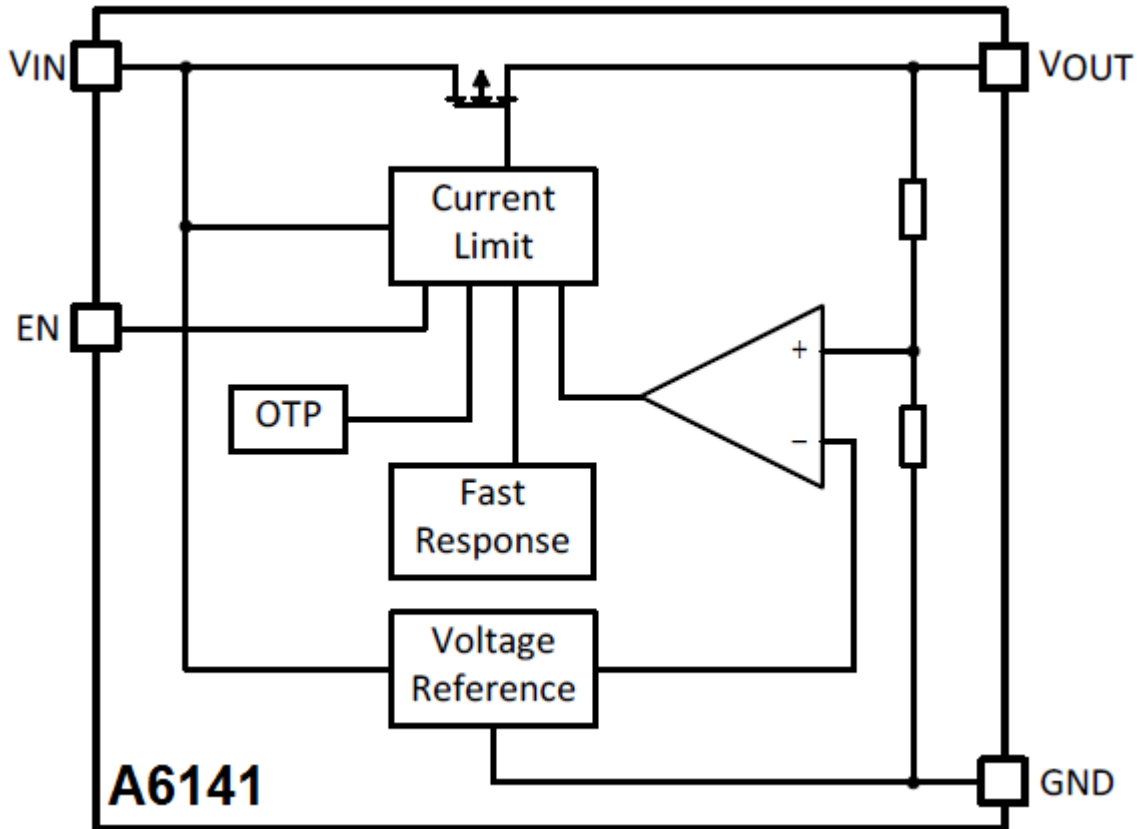 VIN
VOUT
Current
Limit
EN
+
−
OTP
Fast
Response
Voltage
Reference
A6141
GND